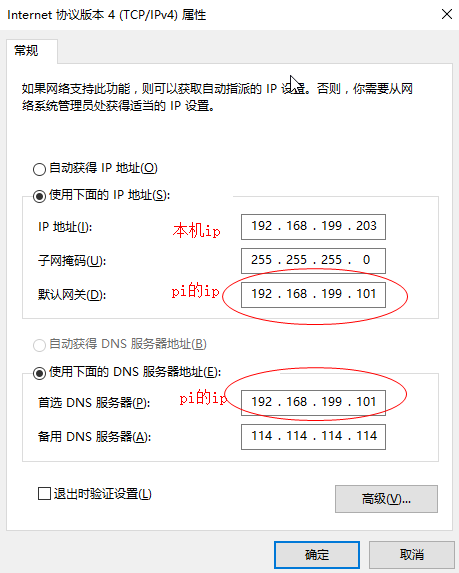 Internet 协议版本 4 (TCP/IPv4) 属性
常规
如果网络支持此功能，则可以获取自动指派的 IP 设置。否则，你需要从网
络系统管理员处获得适当的 IP 设置。
自动获得 IP 地址(O)
使用下面的 IP 地址(S):
IP 地址(I): 本机ip 192 . 168 . 199 . 203
子网掩码(U): 255 . 255 . 255 . 0
默认网关(D): pi的ip 192 . 168 . 199 . 101
自动获得 DNS 服务器地址(B)
使用下面的 DNS 服务器地址(E):
首选 DNS 服务器(P): pi的ip 192 . 168 . 199 . 101
备用 DNS 服务器(A): 114 . 114 . 114 . 114
退出时验证设置(L)
高级(V)...
确定 取消